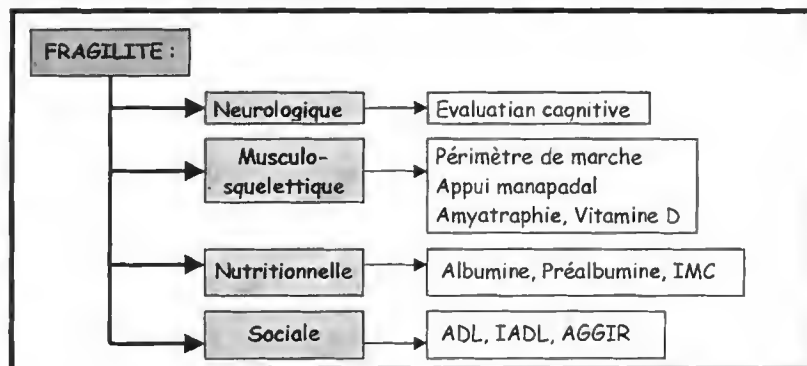 FRAGILITE :
Neurologique
Evaluation cagnitive
Musculo-
squelettique
Périmètre de marche
Appui manapadal
Amyatraphie, Vitamine D
Nutritionnelle
Albumine, Préalbumine, IMC
Sociale
ADL, IADL, AGGIR